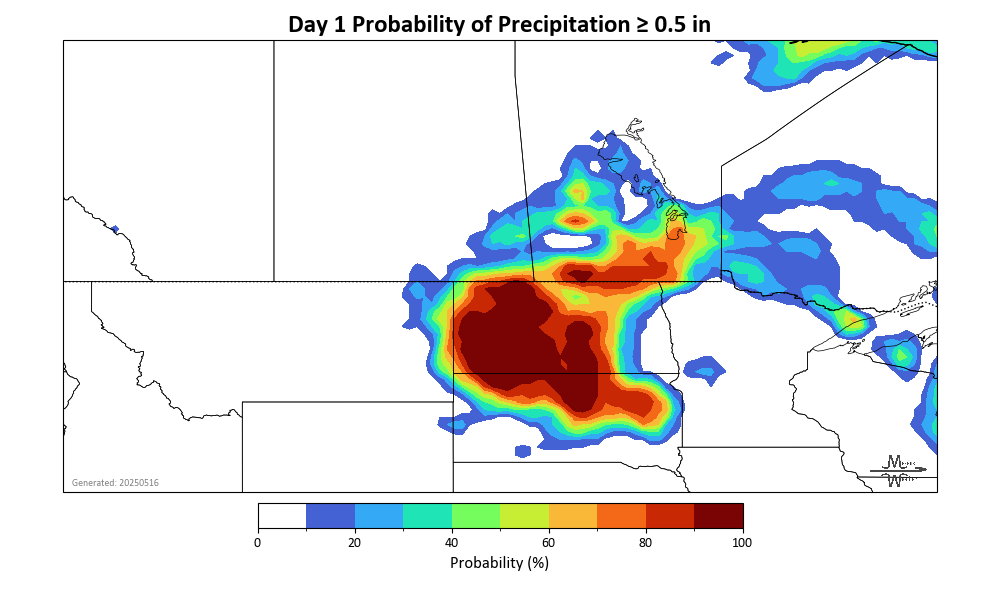 Day 1 Probability of Precipitation ≥ 0.5 in
Generated: 20250516
0 20 40 60 80 100
Probability (%)